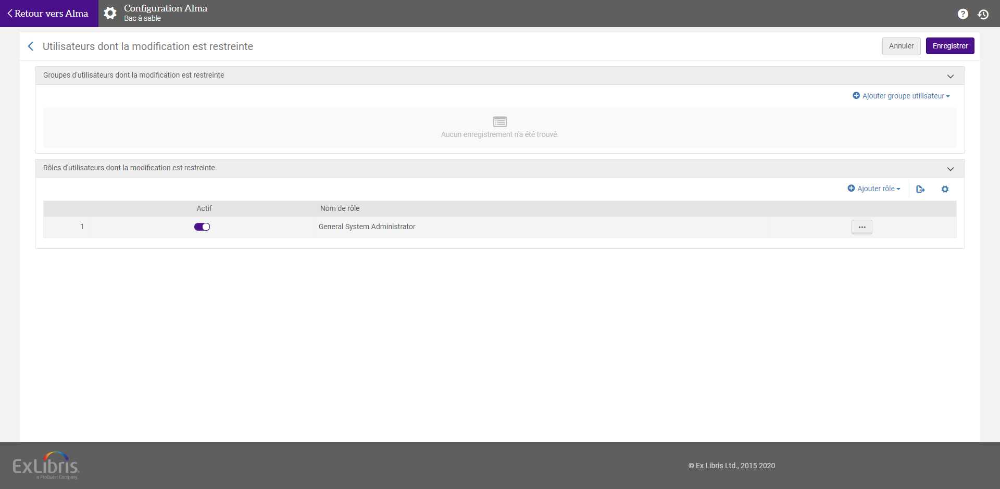 Retour vers Alma
Configuration Alma
Bac à sable
?
Utilisateurs dont la modification est restreinte
Annuler
Enregistrer
Groupes d'utilisateurs dont la modification est restreinte
Ajouter groupe utilisateur
Aucun enregistrement n'a été trouvé.
Rôles d'utilisateurs dont la modification est restreinte
Ajouter rôle
Actif
Nom de rôle
1
General System Administrator
ExLibris
a ProQuest Company
© Ex Libris Ltd., 2015 2020